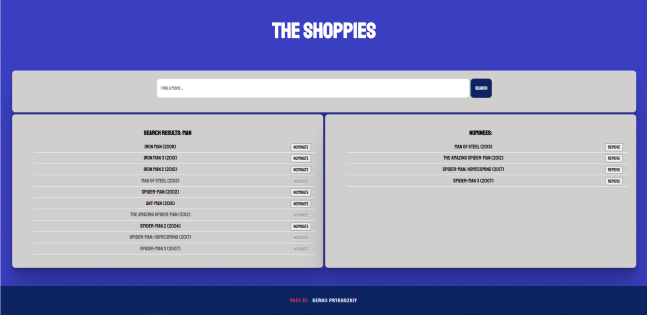 THE SHOPPIES
FIND A MOVIE...
SEARCH
SEARCH RESULTS: MAN
IRON MAN (2008) NOMINATE
IRON MAN 3 (2013) NOMINATE
IRON MAN 2 (2010) NOMINATE
MAN OF STEEL (2013) NOMINATE
SPIDER-MAN (2002) NOMINATE
ANT-MAN (2015) NOMINATE
THE AMAZING SPIDER-MAN (2012) NOMINATE
SPIDER-MAN 2 (2004) NOMINATE
SPIDER-MAN: HOMECOMING (2017) NOMINATE
SPIDER-MAN 3 (2007) NOMINATE
NOMINEES:
MAN OF STEEL (2013) REMOVE
THE AMAZING SPIDER-MAN (2012) REMOVE
SPIDER-MAN: HOMECOMING (2017) REMOVE
SPIDER-MAN 3 (2007) REMOVE
MADE BY SERHII PRYKHOZHIY